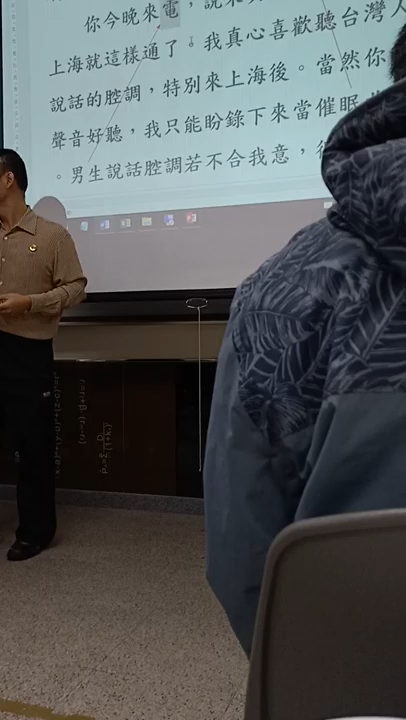 你今晚來電，說來
上海就這樣通了。我真心喜歡聽台灣人
說話的腔調，特別來上海後。當然你
聲音好聽，我只能盼錄下來當催眠
。男生說話腔調若不合我意，